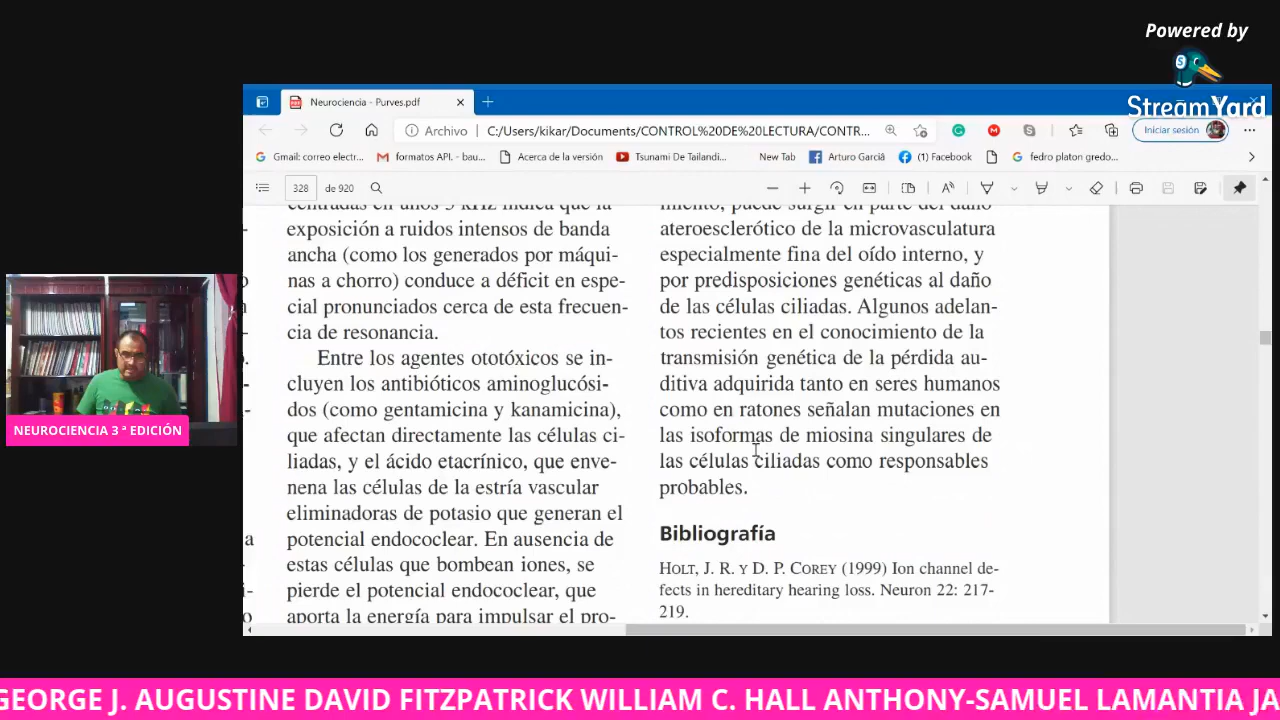 Powered by
StreamYard
Neurociencia - Purves.pdf
Archivo
C:/Users/kikar/Documents/CONTROL%20DE%20LECTURA/CONTR...
Iniciar sesión
Gmail: correo electr...
formatos API. - bau...
Acerca de la versión
Tsunami De Tailandi...
New Tab
Arturo Garciâ
(1) Facebook
fedro platon gredo...
328
de 920
exposición a ruidos intensos de banda
ancha (como los generados por máqui-
nas a chorro) conduce a déficit en espe-
cial pronunciados cerca de esta frecuen-
cia de resonancia.
Entre los agentes ototóxicos se in-
cluyen los antibióticos aminoglucósi-
dos (como gentamicina y kanamicina),
que afectan directamente las células ci-
liadas, y el ácido etacrínico, que enve-
nena las células de la estría vascular
eliminadoras de potasio que generan el
potencial endococlear. En ausencia de
estas células que bombean iones, se
pierde el potencial endococlear, que
aporta la energía para impulsar el pro-
miento, puede surgir en parte del daño
ateroesclerótico de la microvasculatura
especialmente fina del oído interno, y
por predisposiciones genéticas al daño
de las células ciliadas. Algunos adelan-
tos recientes en el conocimiento de la
transmisión genética de la pérdida au-
ditiva adquirida tanto en seres humanos
como en ratones señalan mutaciones en
las isoformas de miosina singulares de
las células ciliadas como responsables
probables.
Bibliografía
HOLT, J. R. Y D. P. COREY (1999) Ion channel de-
fects in hereditary hearing loss. Neuron 22: 217-
219.
NEUROCIENCIA 3 ª EDICIÓN
GEORGE J. AUGUSTINE DAVID FITZPATRICK WILLIAM C. HALL ANTHONY-SAMUEL LAMANTIA JA